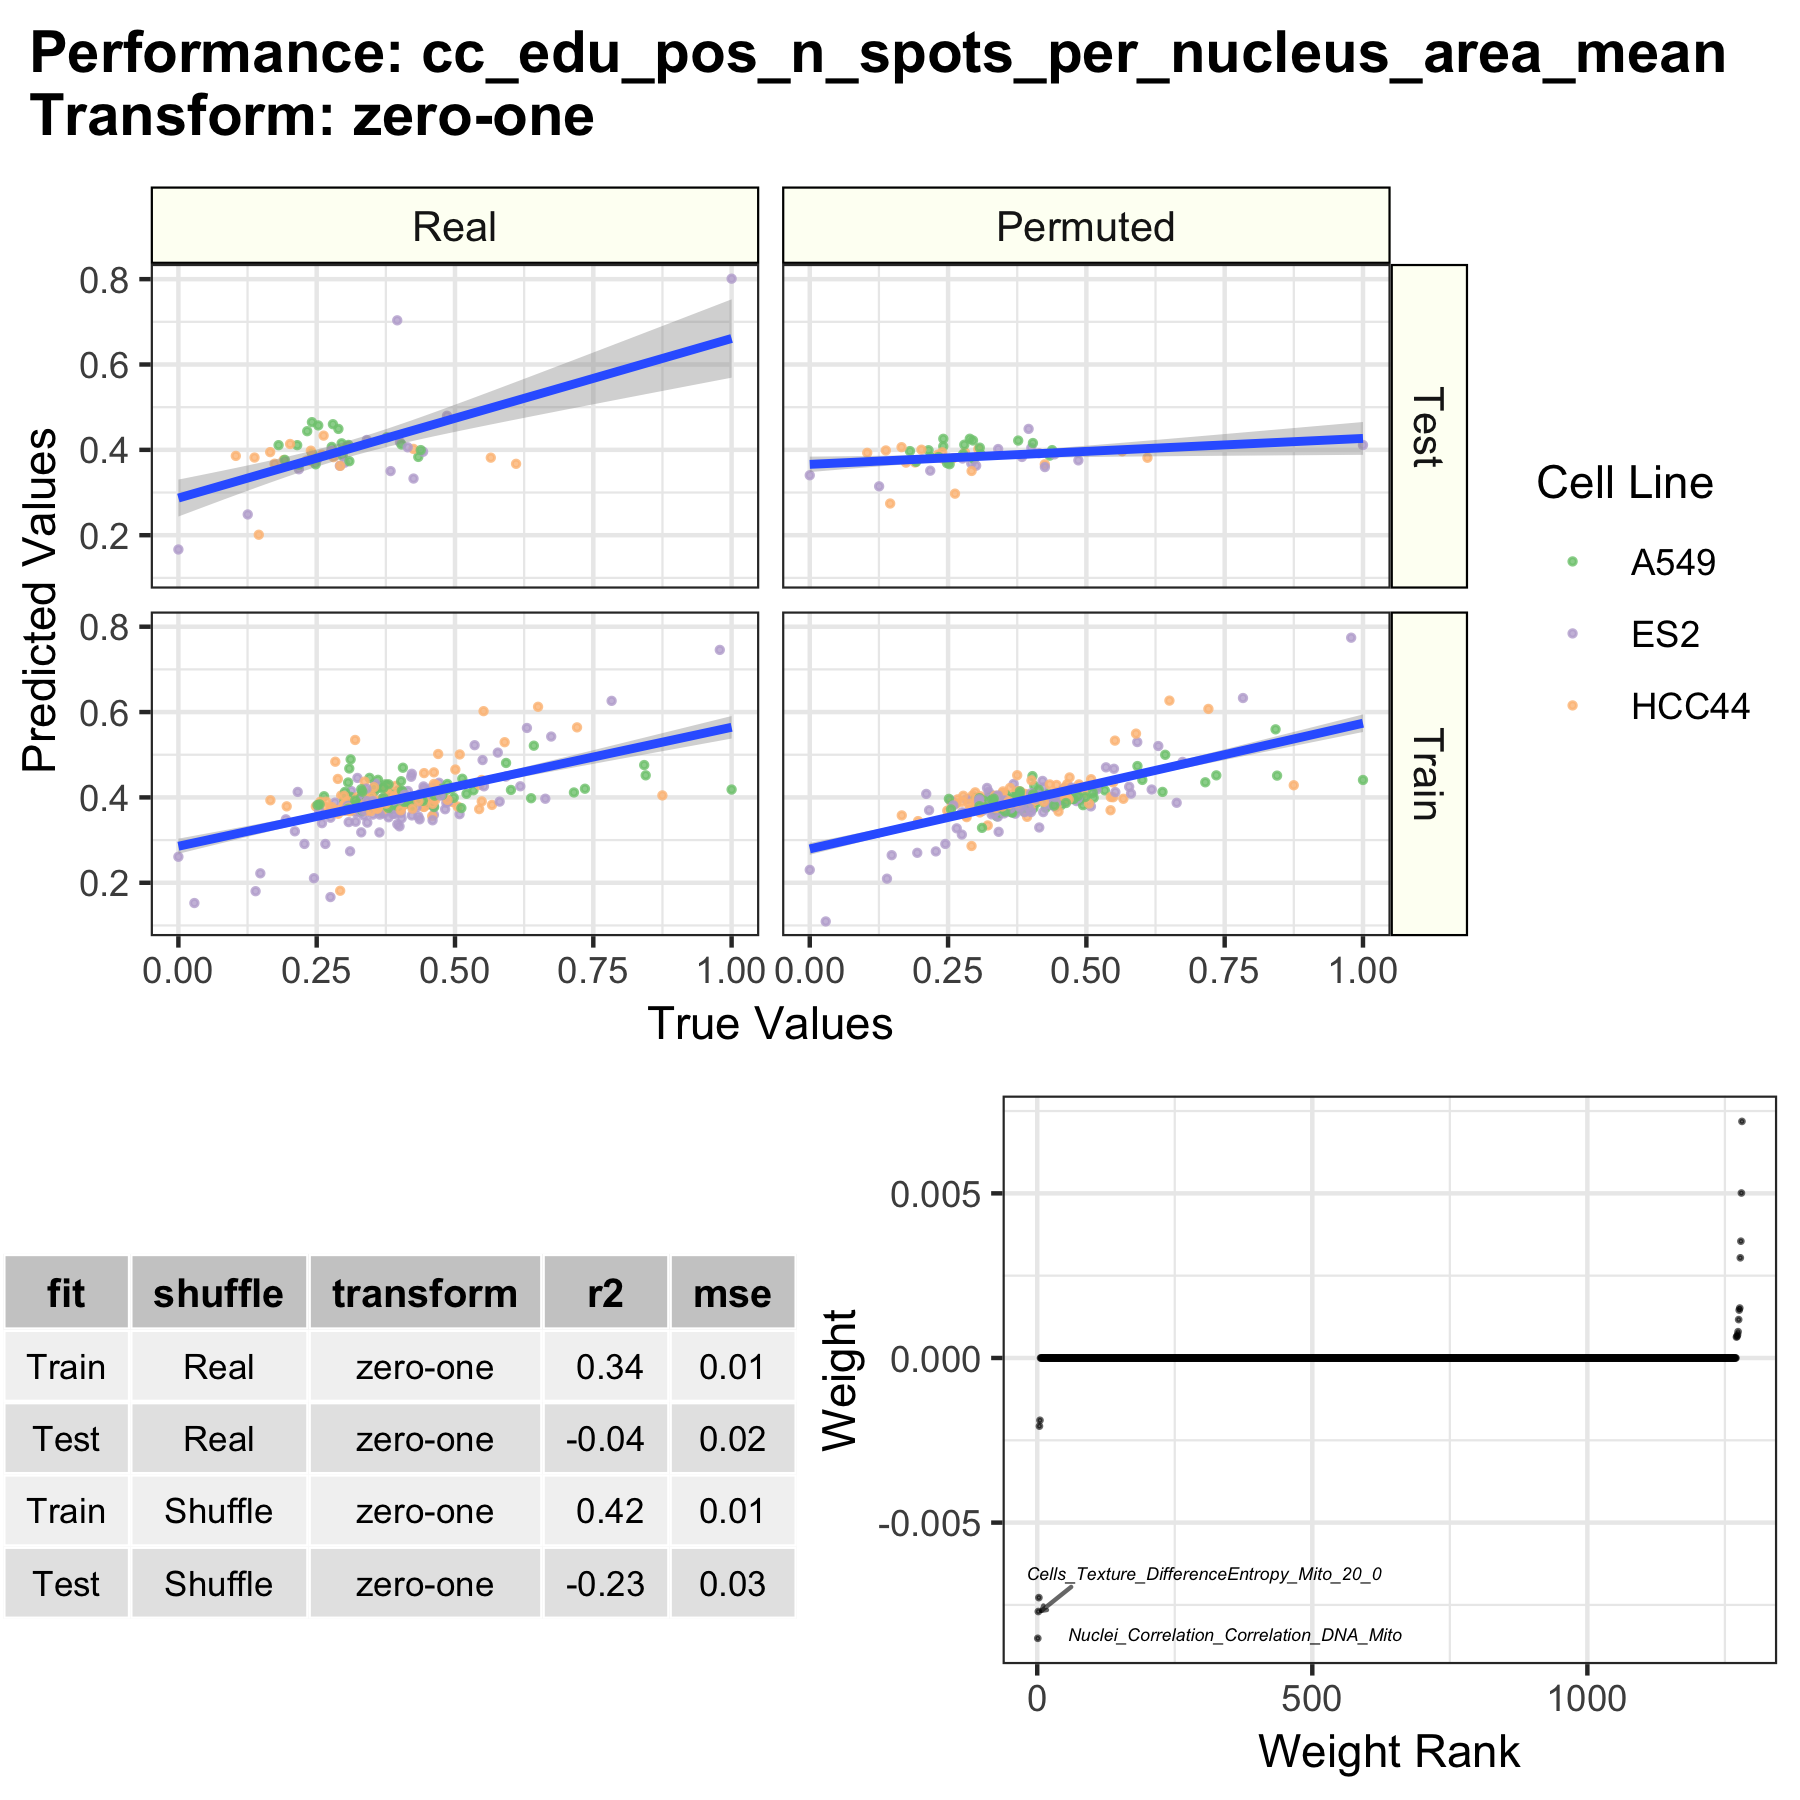 Performance: cc_edu_pos_n_spots_per_nucleus_area_mean
Transform: zero-one
Real
Permuted
0.8
0.6
0.4
0.2
Test
0.8
0.6
0.4
0.2
Train
Predicted Values
0.00 0.25 0.50 0.75 1.00 0.00 0.25 0.50 0.75 1.00
True Values
Cell Line
A549
ES2
HCC44
fit shuffle transform r2 mse
Train Real zero-one 0.34 0.01
Test Real zero-one -0.04 0.02
Train Shuffle zero-one 0.42 0.01
Test Shuffle zero-one -0.23 0.03
Weight
0.005
0.000
-0.005
Cells_Texture_DifferenceEntropy_Mito_20_0
Nuclei_Correlation_Correlation_DNA_Mito
0 500 1000
Weight Rank